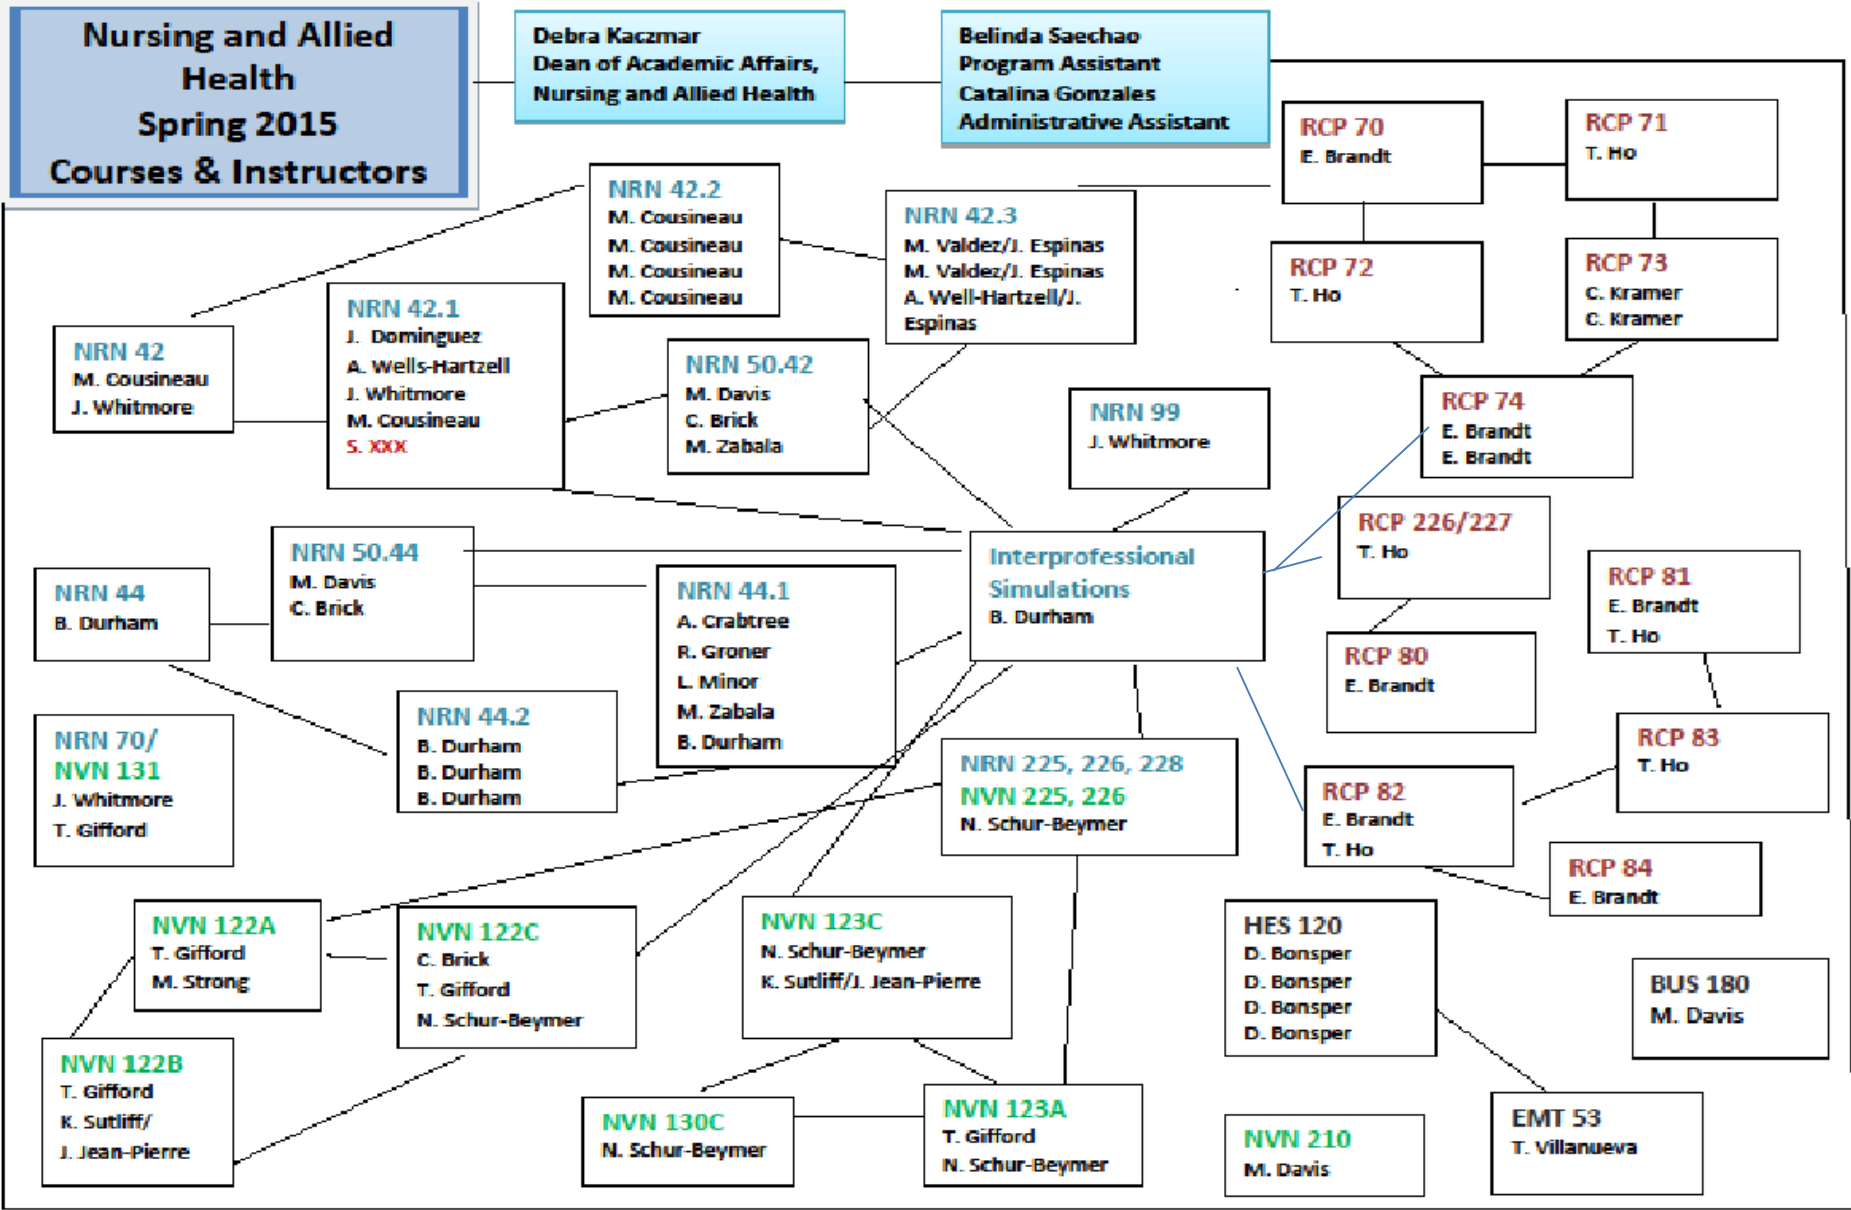 Nursing and Allied
Health
Spring 2015
Courses & Instructors
Debra Kaczmar
Dean of Academic Affairs,
Nursing and Allied Health
Belinda Saechao
Program Assistant
Catalina Gonzales
Administrative Assistant
RCP 70
E. Brandt
RCP 71
T. Ho
NRN 42.2
M. Cousineau
M. Cousineau
M. Cousineau
M. Cousineau
NRN 42.3
M. Valdez/J. Espinas
M. Valdez/J. Espinas
A. Well-Hartzell/J.
Espinas
RCP 72
T. Ho
RCP 73
C. Kramer
C. Kramer
NRN 42
M. Cousineau
J. Whitmore
NRN 42.1
J. Dominguez
A. Wells-Hartzell
J. Whitmore
M. Cousineau
S. XXX
NRN 50.42
M. Davis
C. Brick
M. Zabala
NRN 99
J. Whitmore
RCP 74
E. Brandt
E. Brandt
NRN 44
B. Durham
NRN 50.44
M. Davis
C. Brick
NRN 44.1
A. Crabtree
R. Groner
L. Minor
M. Zabala
B. Durham
Interprofessional
Simulations
B. Durham
RCP 226/227
T. Ho
RCP 81
E. Brandt
T. Ho
RCP 80
E. Brandt
NRN 70/
NVN 131
J. Whitmore
T. Gifford
NRN 44.2
B. Durham
B. Durham
B. Durham
NRN 225, 226, 228
NVN 225, 226
N. Schur-Beymer
RCP 82
E. Brandt
T. Ho
RCP 83
T. Ho
RCP 84
E. Brandt
NVN 122A
T. Gifford
M. Strong
NVN 122C
C. Brick
T. Gifford
N. Schur-Beymer
NVN 123C
N. Schur-Beymer
K. Sutliff/J. Jean-Pierre
HES 120
D. Bonsper
D. Bonsper
D. Bonsper
D. Bonsper
BUS 180
M. Davis
NVN 122B
T. Gifford
K. Sutliff/
J. Jean-Pierre
NVN 130C
N. Schur-Beymer
NVN 123A
T. Gifford
N. Schur-Beymer
NVN 210
M. Davis
EMT 53
T. Villanueva